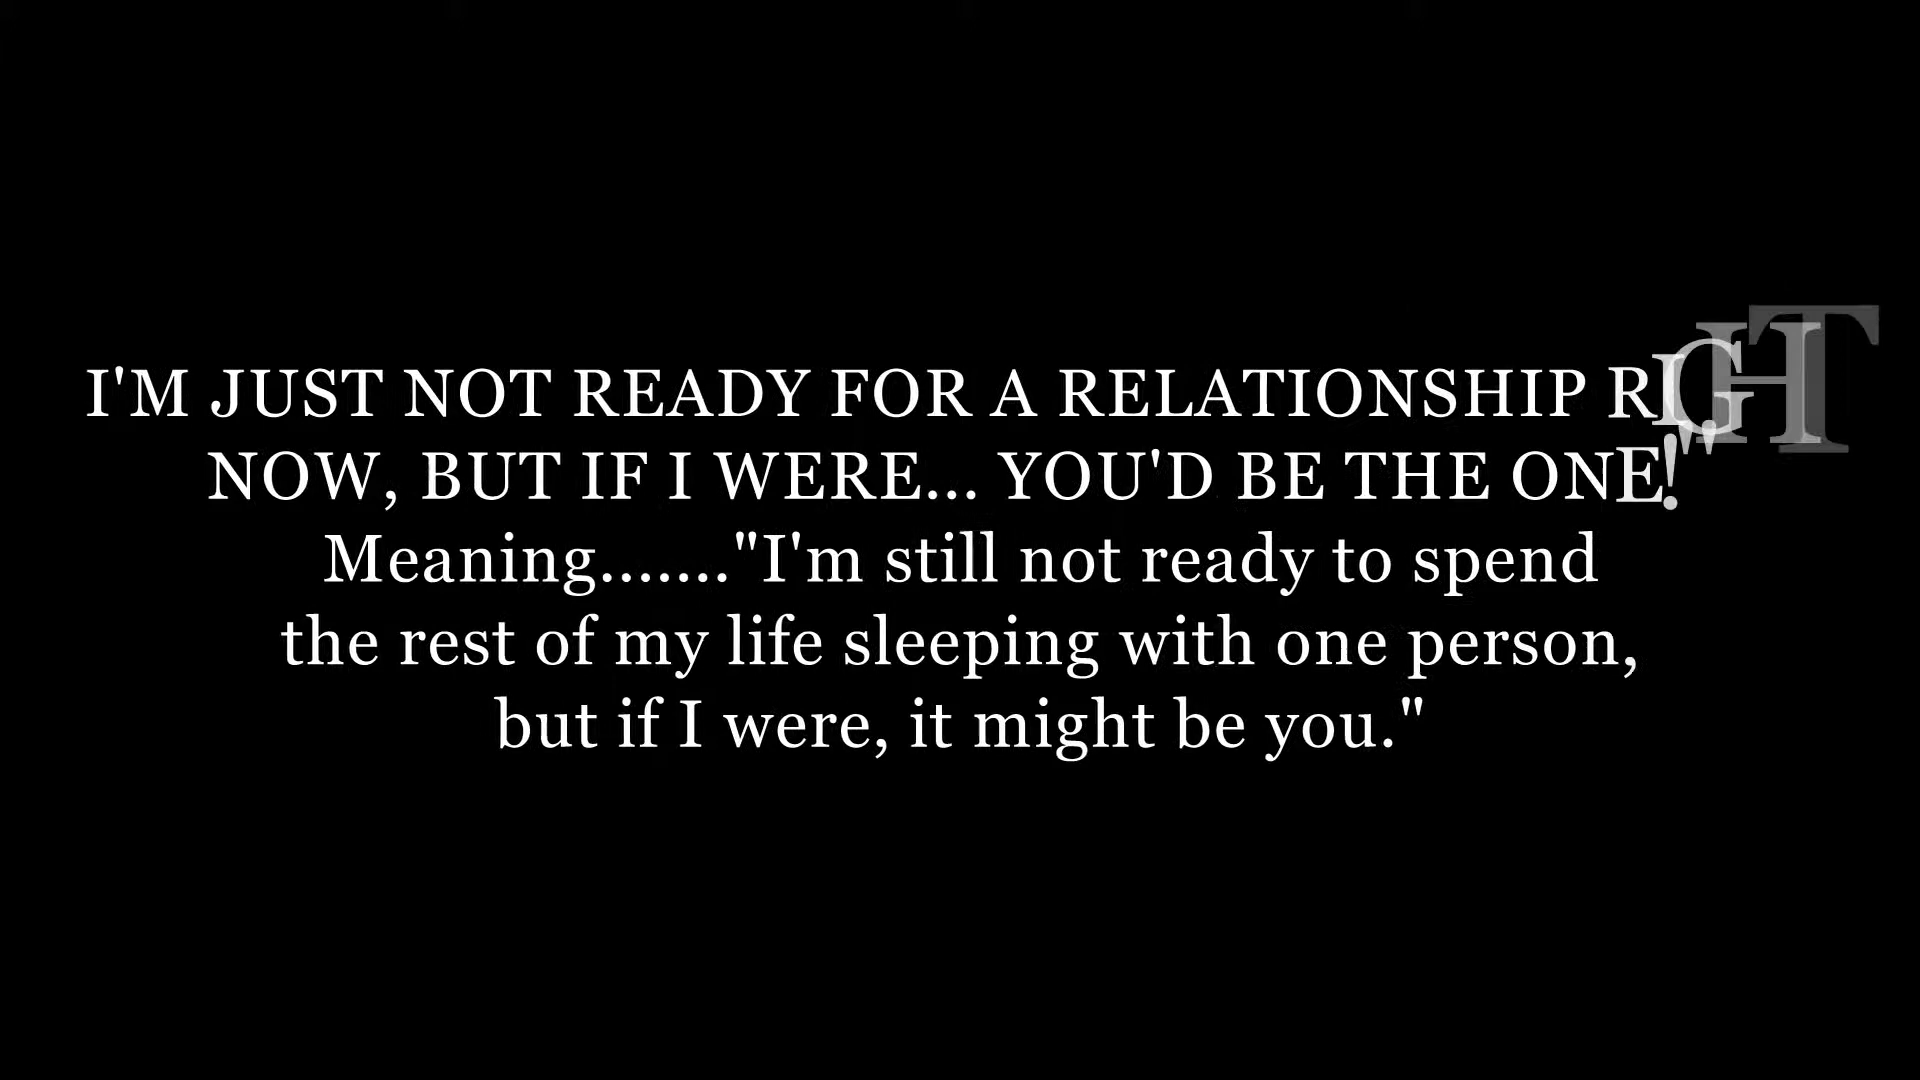 I'M JUST NOT READY FOR A RELATIONSHIP RIGHT
NOW, BUT IF I WERE... YOU'D BE THE ONE!"
Meaning......."I'm still not ready to spend
the rest of my life sleeping with one person,
but if I were, it might be you."